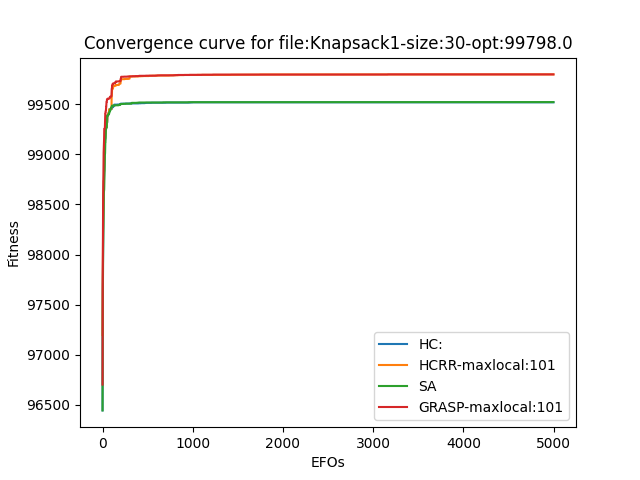 Convergence curve for file:Knapsack1-size:30-opt:99798.0
Fitness
99500
99000
98500
98000
97500
97000
96500
HC:
HCRR-maxlocal:101
SA
GRASP-maxlocal:101
0 1000 2000 3000 4000 5000
EFOs